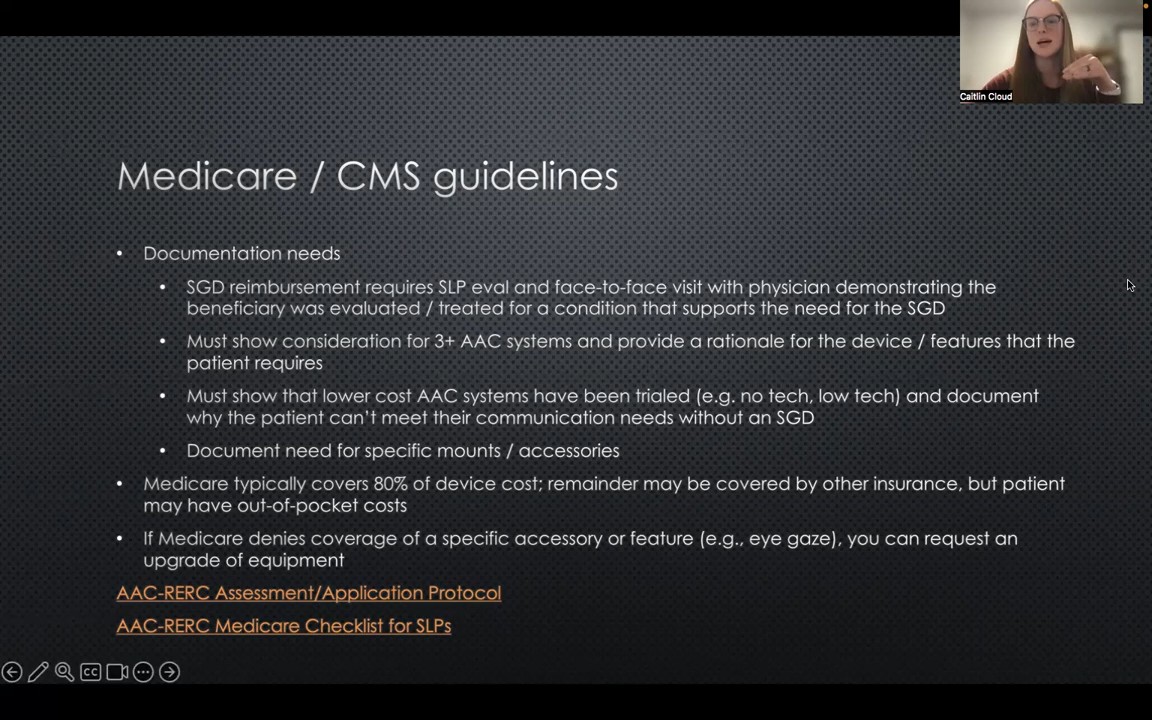 Caitlin Cloud
Medicare / CMS guidelines
• Documentation needs
• SGD reimbursement requires SLP eval and face-to-face visit with physician demonstrating the
beneficiary was evaluated / treated for a condition that supports the need for the SGD
• Must show consideration for 3+ AAC systems and provide a rationale for the device / features that the
patient requires
• Must show that lower cost AAC systems have been trialed (e.g. no tech, low tech) and document
why the patient can’t meet their communication needs without an SGD
• Document need for specific mounts / accessories
• Medicare typically covers 80% of device cost; remainder may be covered by other insurance, but patient
may have out-of-pocket costs
• If Medicare denies coverage of a specific accessory or feature (e.g., eye gaze), you can request an
upgrade of equipment
AAC-RERC Assessment/Application Protocol
AAC-RERC Medicare Checklist for SLPs
CC